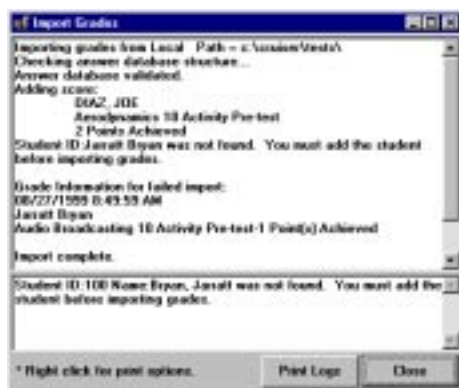 Import Grades
Importing grades from Local Path = c:\cruiser\tests\
Checking answer database structure...
Answer database validated.
Adding score:
DIAZ, JOE
Aerodynamics 10 Activity Pre-test
2 Points Achieved
Student ID:Jarratt Bryan was not found. You must add the student
before importing grades.
Grade Information for failed import:
08/27/1999 8:49:59 AM
Jarratt Bryan
Audio Broadcasting 10 Activity Pre-test-1 Point(s) Achieved
Import complete.
Student ID:100 Name:Bryan, Jarratt was not found. You must add the
student before importing grades.
* Right click for print options.
Print Logs
Close